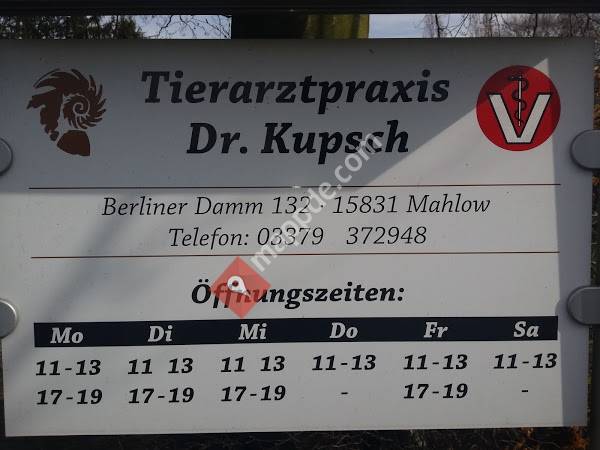 Tierarztpraxis
Dr. Kupsch
V
Berliner Damm 132 · 15831 Mahlow
Telefon: 03379 372948
Öffnungszeiten:
Mo Di Mi Do Fr Sa
11-13 11 13 11 13 11-13 11-13 11-13
17-19 17-19 17-19 - 17-19 -